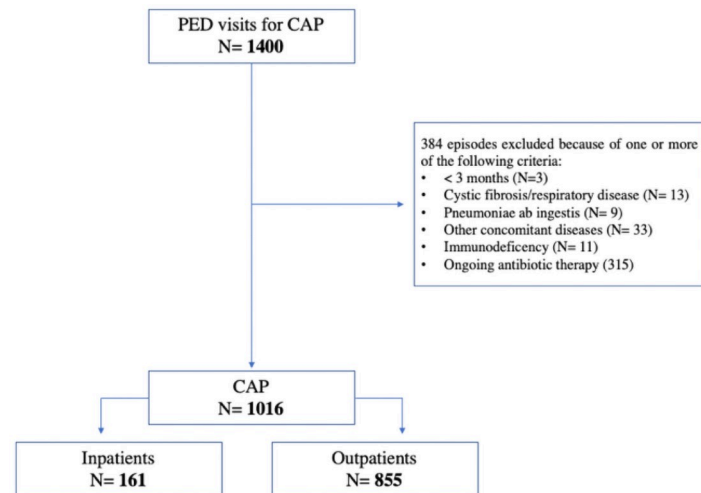 PED visits for CAP
N= 1400
384 episodes excluded because of one or more
of the following criteria:
• < 3 months (N=3)
• Cystic fibrosis/respiratory disease (N= 13)
• Pneumoniae ab ingestis (N= 9)
• Other concomitant diseases (N= 33)
• Immunodeficency (N= 11)
• Ongoing antibiotic therapy (315)
CAP
N= 1016
Inpatients
N= 161
Outpatients
N= 855